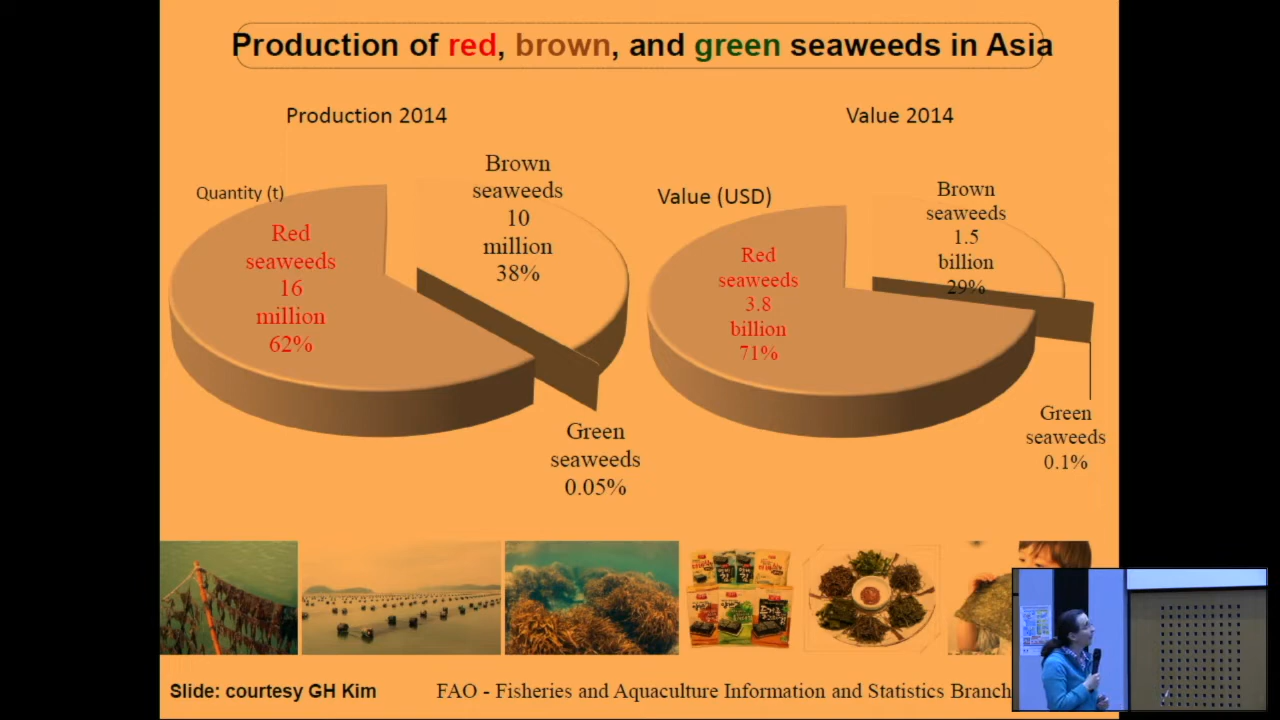 Production of red, brown, and green seaweeds in Asia
Production 2014
Quantity (t)
Red
seaweeds
16
million
62%
Brown
seaweeds
10
million
38%
Green
seaweeds
0.05%
Value 2014
Value (USD)
Red
seaweeds
3.8
billion
71%
Brown
seaweeds
1.5
billion
29%
Green
seaweeds
0.1%
Slide: courtesy GH Kim
FAO - Fisheries and Aquaculture Information and Statistics Branch